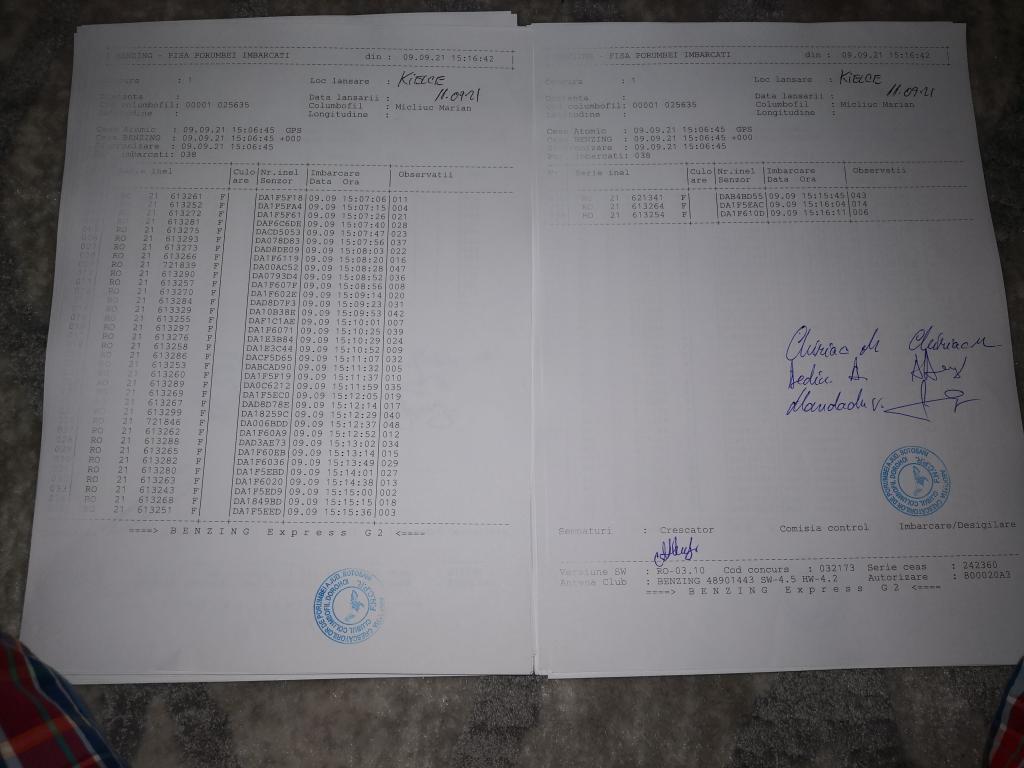 BENZING - FISA PORUMBEI IMBARCATI din : 09.09.21 15:16:42
: 1 Loc lansare : KIELCE
Data lansarii : 11.09.21
columbofil: 00001 025635 Columbofil : Micliuc Marian
Longitudine :
Ceas Atomic : 09.09.21 15:06:45 GPS
Ceas BENZING : 09.09.21 15:06:45 +000
: 09.09.21 15:06:45
imbarcati: 038
inel Culo Nr.inel Imbarcare Observatii
are Senzor Data Ora
RO 21 613261 F DA1F5F18 09.09 15:07:06 011
21 613252 F DA1F5FA4 09.09 15:07:15 004
21 613272 F DA1F5F61 09.09 15:07:26 021
21 613281 F DAF6C6DE 09.09 15:07:40 028
RO 21 613275 F DACD5053 09.09 15:07:47 023
RO 21 613293 F DA078D83 09.09 15:07:56 037
RO 21 613273 F DAD8DE09 09.09 15:08:03 022
RO 21 613266 F DA1F6119 09.09 15:08:20 016
RO 21 721839 F DA00AC52 09.09 15:08:28 047
RO 21 613290 F DA0793D4 09.09 15:08:52 036
RO 21 613257 F DA1F607F 09.09 15:08:56 008
RO 21 613270 F DA1F602E 09.09 15:09:14 020
RO 21 613284 F DAD8D7F3 09.09 15:09:23 031
RO 21 613329 F DA10B38E 09.09 15:09:53 042
RO 21 613255 F DAF1C1AE 09.09 15:10:01 007
RO 21 613297 F DA1F6071 09.09 15:10:25 039
RO 21 613276 F DA1E3B84 09.09 15:10:29 024
RO 21 613258 F DA1E3C44 09.09 15:10:52 009
RO 21 613286 F DACF5D65 09.09 15:11:07 032
RO 21 613253 F DABCAD90 09.09 15:11:32 005
RO 21 613260 F DA1F5F19 09.09 15:11:37 010
RO 21 613289 F DA0C6212 09.09 15:11:59 035
RO 21 613269 F DA1F5EC0 09.09 15:12:05 019
21 613267 F DAD8D78E 09.09 15:12:14 017
RO 21 613299 F DA18259C 09.09 15:12:29 040
RO 21 721846 F DA006BDD 09.09 15:12:37 048
RO 21 613262 F DA1F60A9 09.09 15:12:52 012
RO 21 613288 F DAD3AE73 09.09 15:13:02 034
RO 21 613265 F DA1F60EB 09.09 15:13:14 015
RO 21 613282 F DA1F6036 09.09 15:13:49 029
RO 21 613280 F DA1F5EBD 09.09 15:14:01 027
RO 21 613263 F DA1F6020 09.09 15:14:38 013
RO 21 613243 F DA1F5ED9 09.09 15:15:00 002
RO 21 613268 F DA1849BD 09.09 15:15:15 018
RO 21 613251 F DA1F5EED 09.09 15:15:36 003
====> B E N Z I N G E x p r e s s G 2 <====
- FISA PORUMBEI IMBARCATI din : 09.09.21 15:16:42
: 1 Loc lansare : KIELCE
Data lansarii : 11.09.21
columbofil: 00001 025635 Columbofil : Micliuc Marian
Longitudine :
Ceas Atomic : 09.09.21 15:06:45 GPS
Ceas BENZING : 09.09.21 15:06:45 +000
: 09.09.21 15:06:45
imbarcati: 038
Serie inel Culo Nr.inel Imbarcare Observatii
are Senzor Data Ora
RO 21 621341 F DAB4BD55 09.09 15:15:45 043
RO 21 613264 F DA1F5EAC 09.09 15:16:04 014
RO 21 613254 F DA1F610D 09.09 15:16:11 006
Chiriac M
Dediu A.
Mandadu V.
Semnaturi : Crescator Comisia control Imbarcare/Desigilare
Versiune SW : RO-03.10 Cod concurs : 032173 Serie ceas : 242360
Antena Club : BENZING 48901443 SW-4.5 HW-4.2 Autorizare : 800020A3
====> B E N Z I N G E x p r e s s G 2 <====